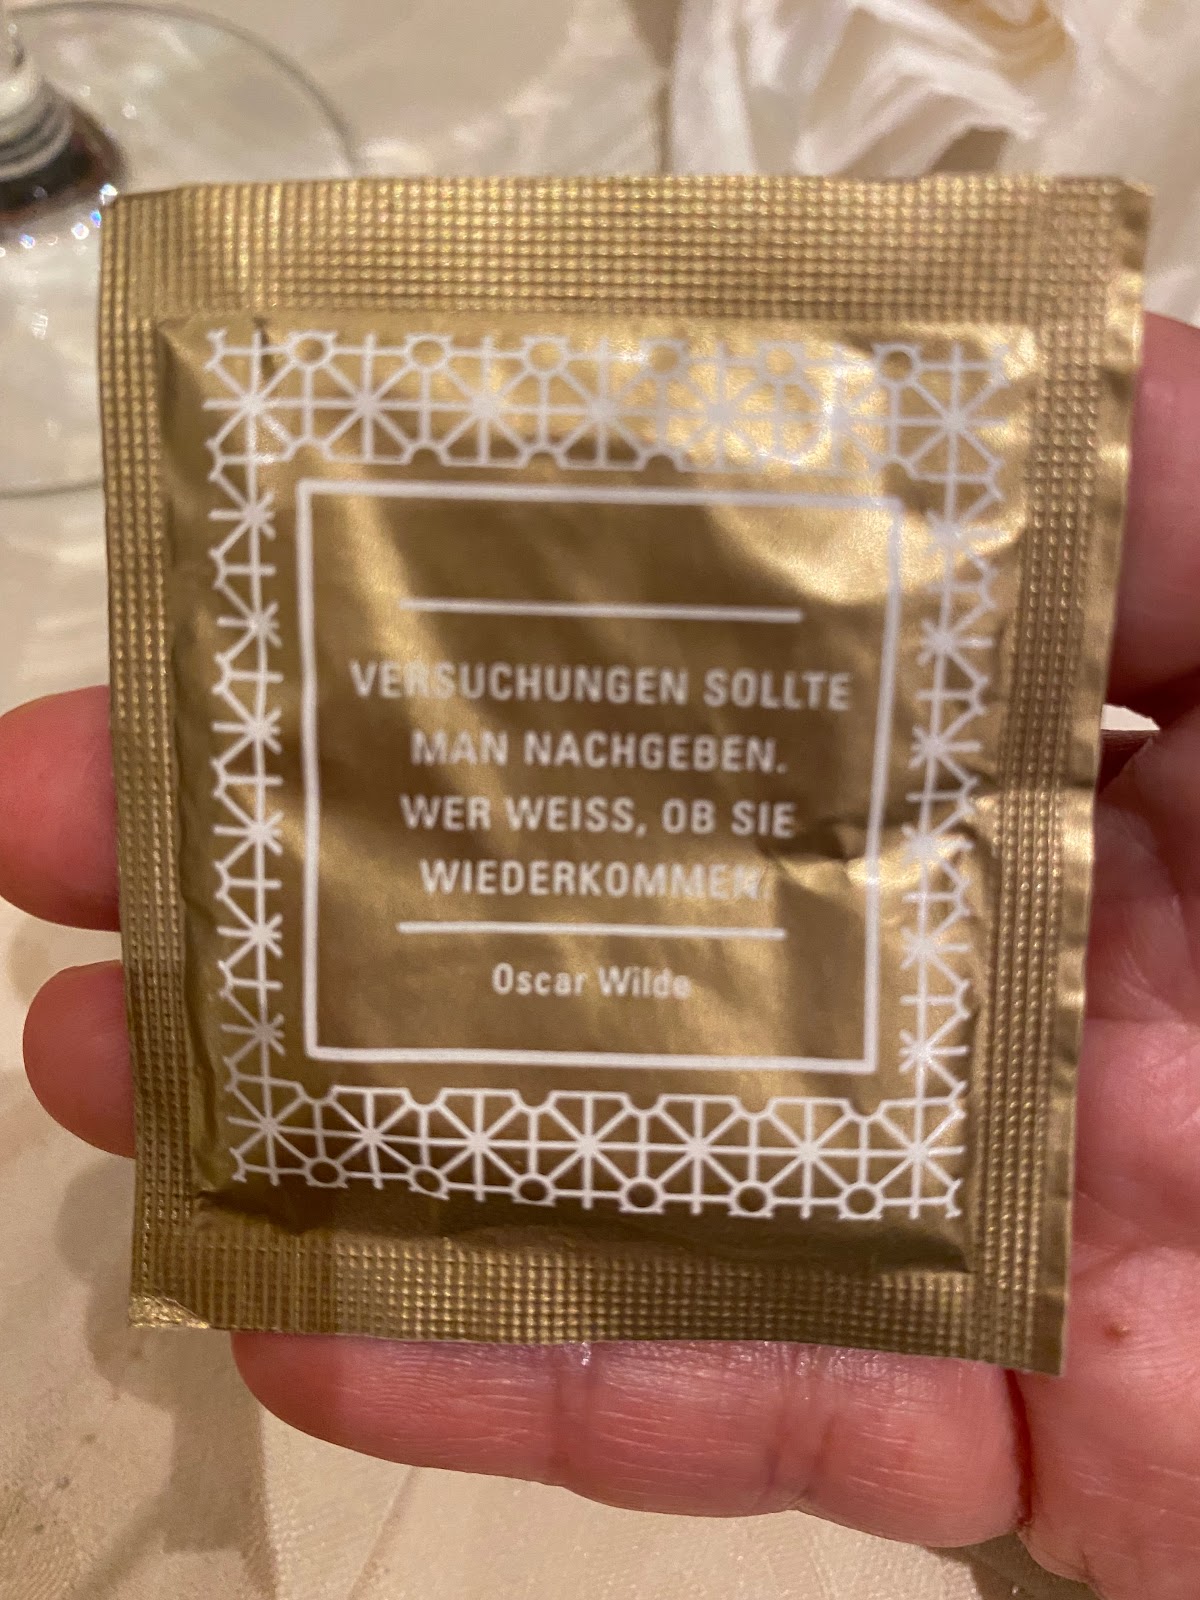 VERSUCHUNGEN SOLLTE
MAN NACHGEBEN.
WER WEISS, OB SIE
WIEDERKOMMEN.
Oscar Wilde